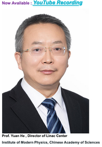 Now Available : YouTube Recording
Prof. Yuan He , Director of Linac Center
Institute of Modern Physics, Chinese Academy of Sciences